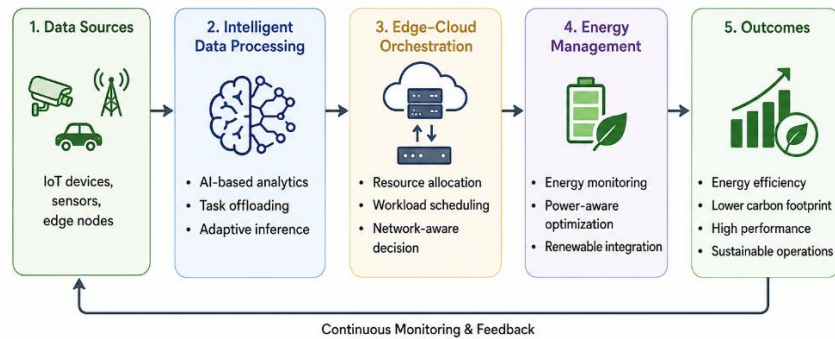 1. Data Sources
IoT devices,
sensors,
edge nodes
2. Intelligent
Data Processing
• AI-based analytics
• Task offloading
• Adaptive inference
3. Edge–Cloud
Orchestration
• Resource allocation
• Workload scheduling
• Network-aware
decision
4. Energy
Management
• Energy monitoring
• Power-aware
optimization
• Renewable integration
5. Outcomes
• Energy efficiency
• Lower carbon footprint
• High performance
• Sustainable operations
Continuous Monitoring & Feedback